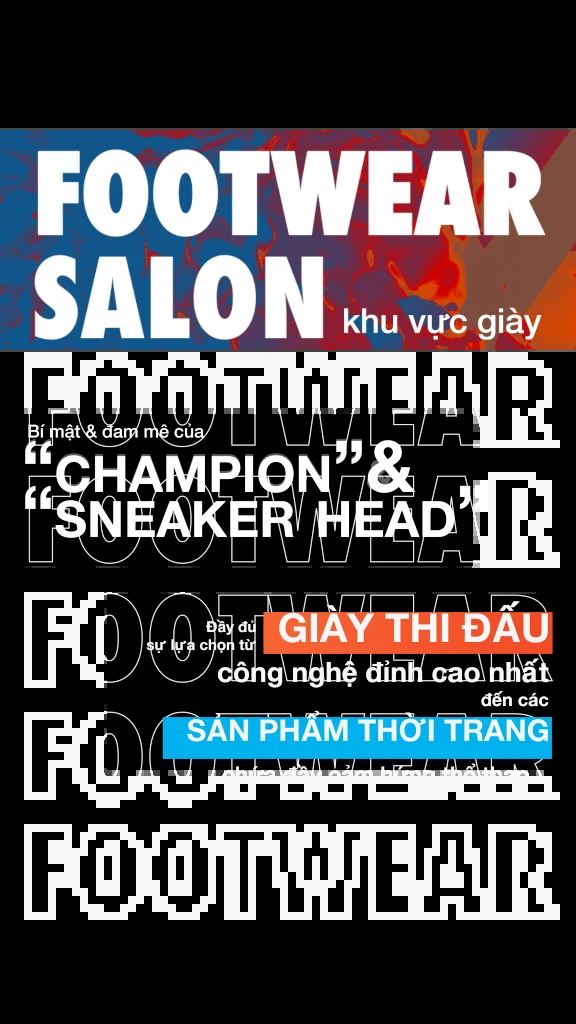 FOOTWEAR
SALON khu vực giày
FOOTWEAR
Bí mật & đam mê của
“CHAMPION”&
FOOTWEAR
“SNEAKER HEAD”
FOOTWEAR
Đầy đủ
sự lựa chọn từ
GIÀY THI ĐẤU
công nghệ đỉnh cao nhất
đến các
FOOTWEAR
SẢN PHẨM THỜI TRANG
FOOTWEAR